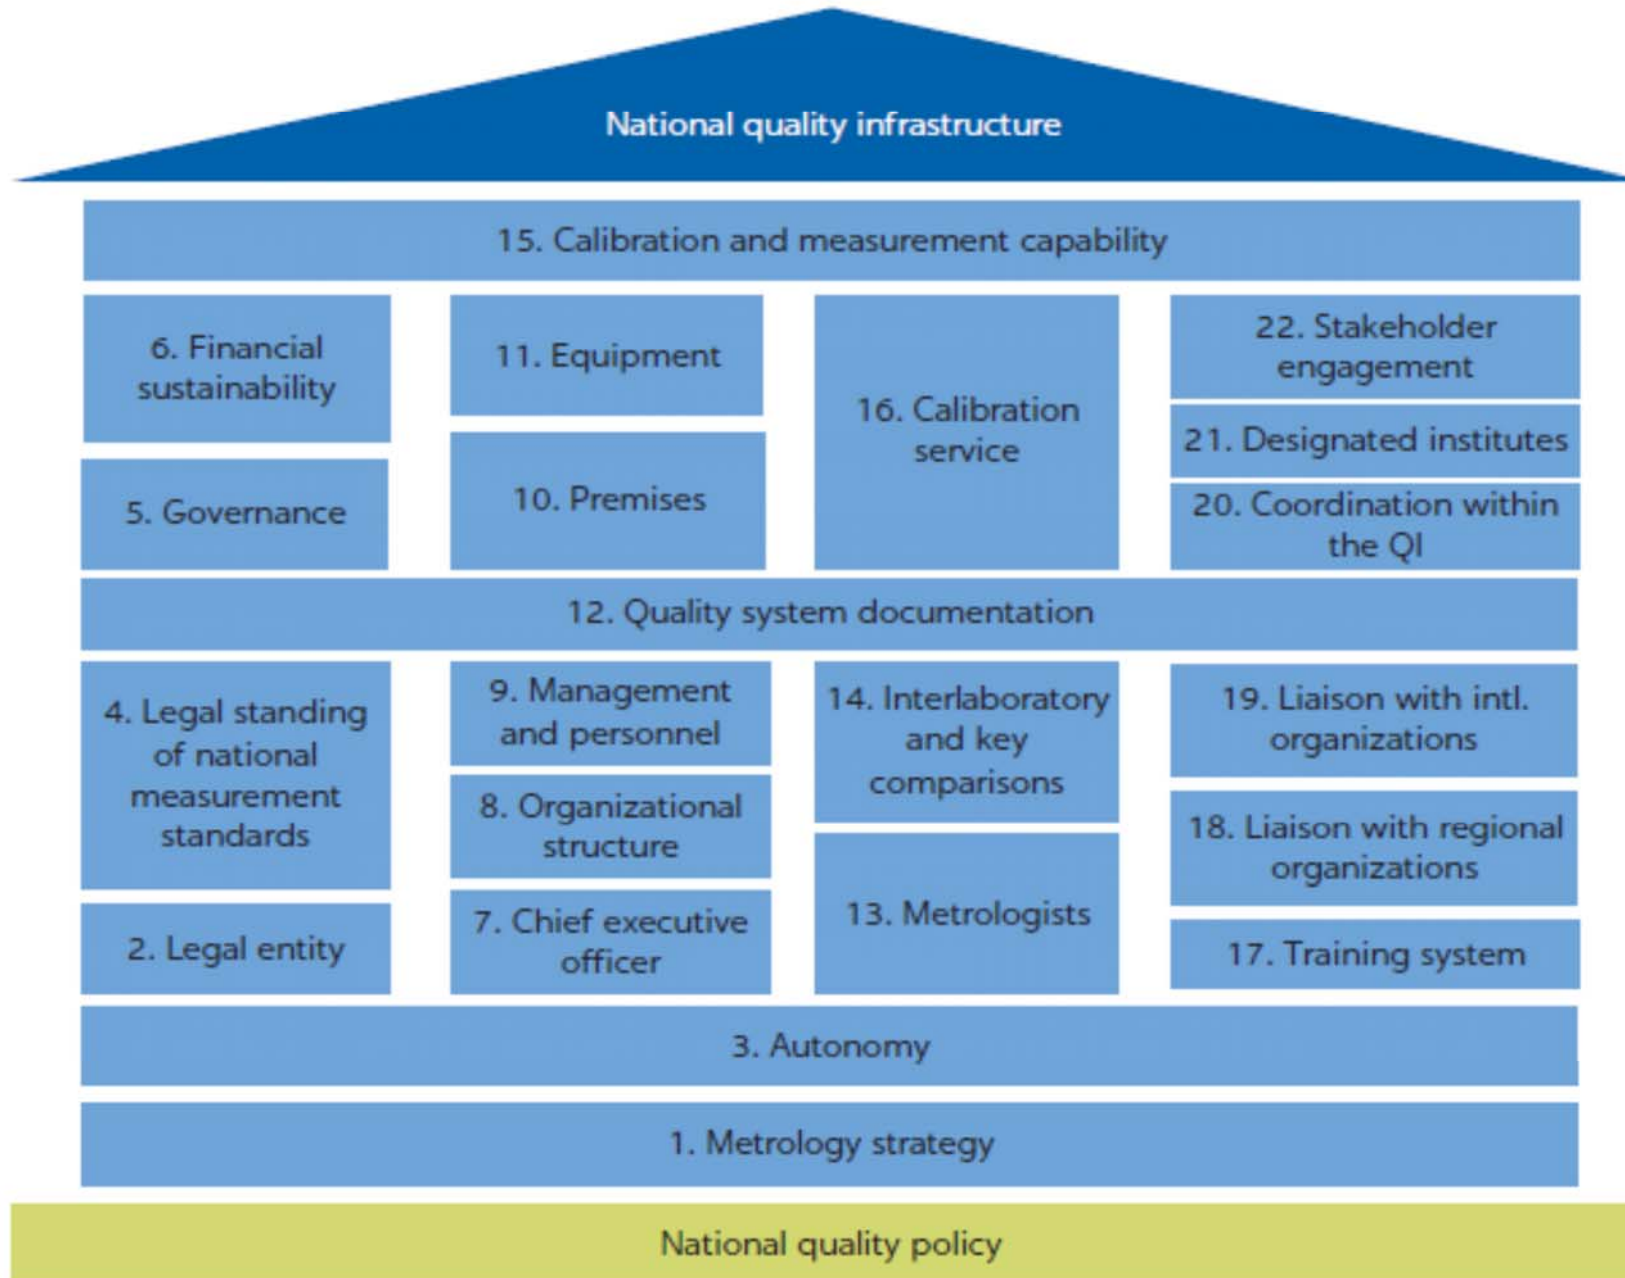 National quality infrastructure
15. Calibration and measurement capability
6. Financial
sustainability
11. Equipment
16. Calibration
service
22. Stakeholder
engagement
21. Designated institutes
5. Governance
10. Premises
20. Coordination within
the QI
12. Quality system documentation
4. Legal standing
of national
measurement
standards
9. Management
and personnel
14. Interlaboratory
and key
comparisons
19. Liaison with intl.
organizations
8. Organizational
structure
18. Liaison with regional
organizations
2. Legal entity
7. Chief executive
officer
13. Metrologists
17. Training system
3. Autonomy
1. Metrology strategy
National quality policy